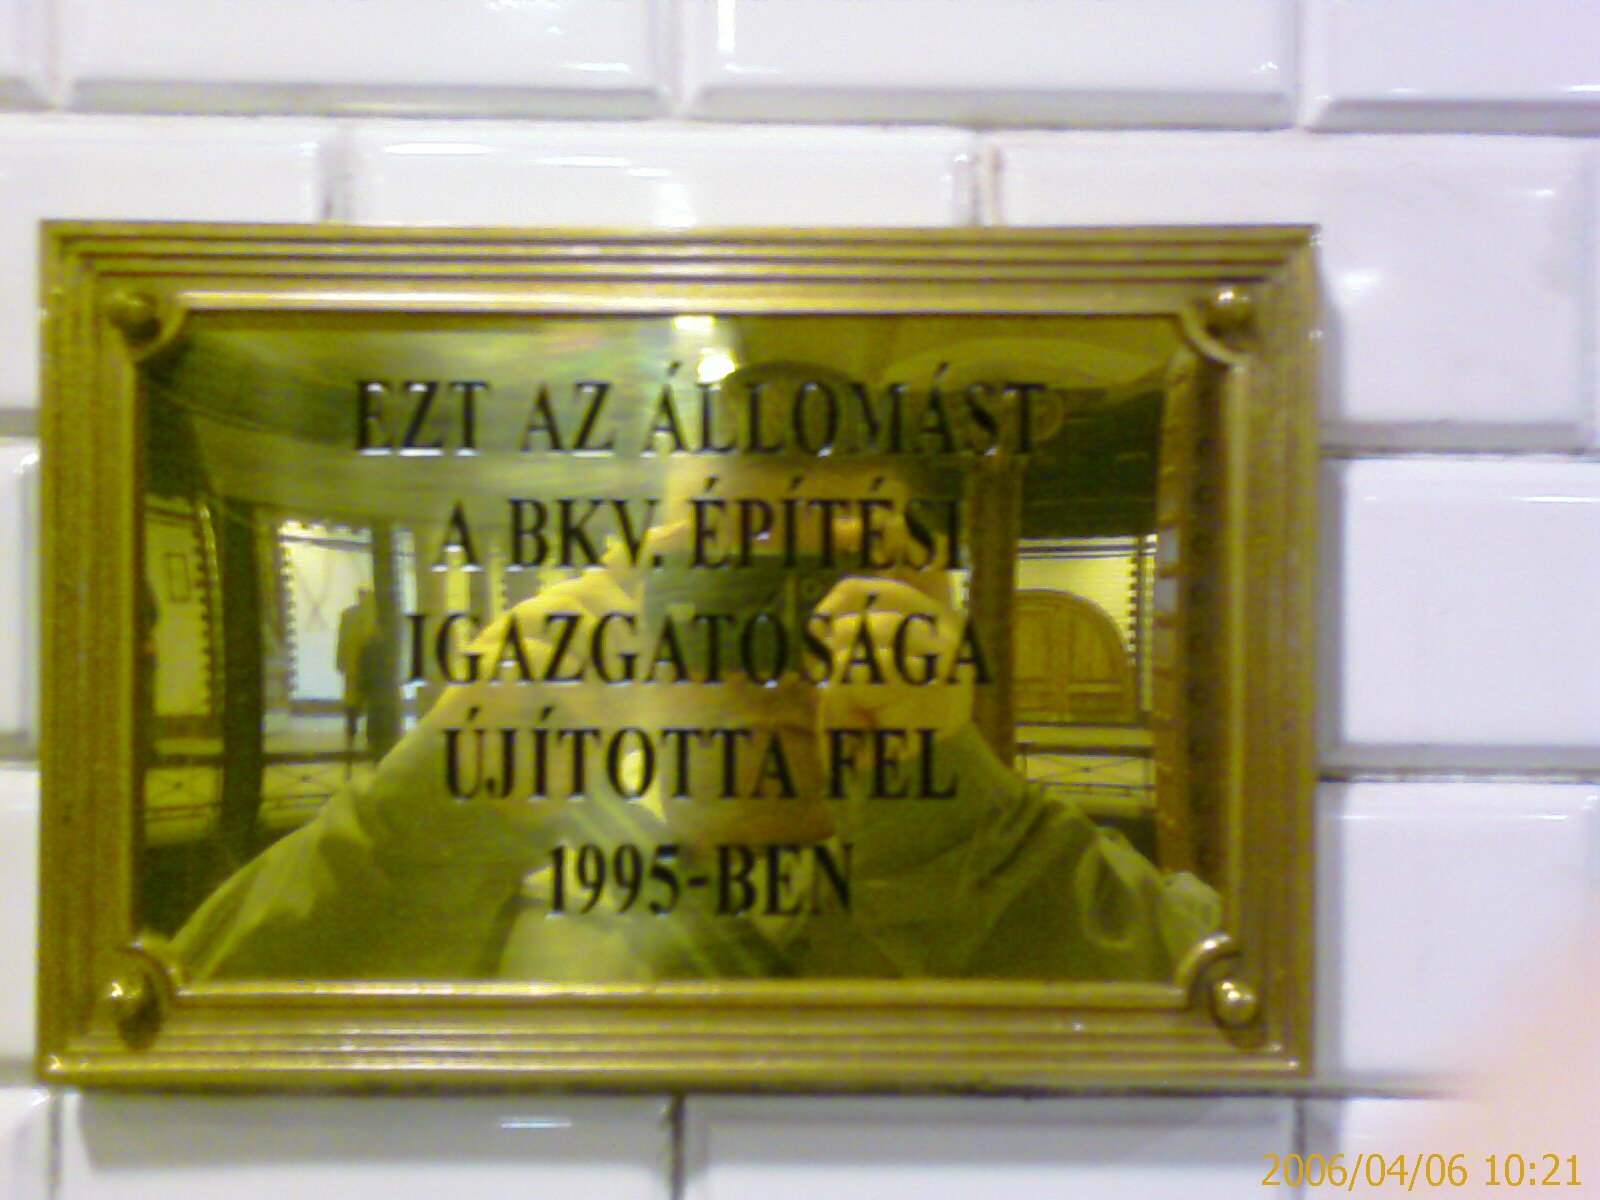 EZT AZ ÁLLOMÁST
A BKV. ÉPÍTÉSI
IGAZGATÓSÁGA
ÚJÍTOTTA FEL
1995-BEN
2006/04/06 10:21